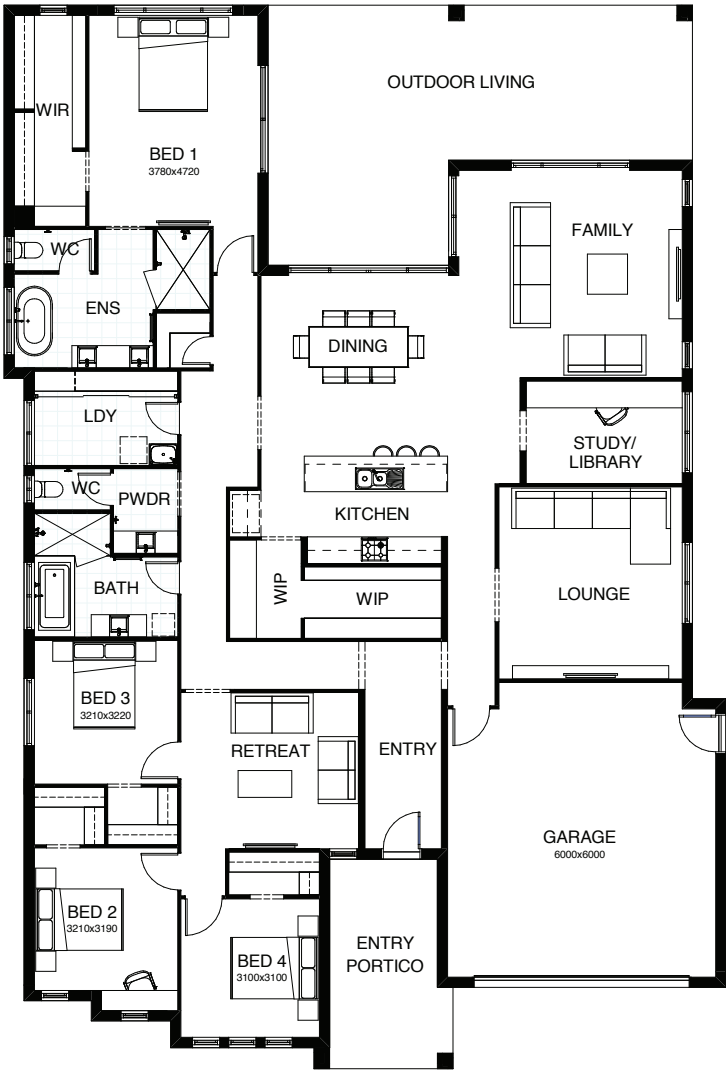 OUTDOOR LIVING
WIR
BED 1
3780x4720
FAMILY
WC
ENS
DINING
LDY
STUDY/
LIBRARY
WC
PWDR
KITCHEN
BATH
WIP
WIP
LOUNGE
BED 3
3210x3220
RETREAT
ENTRY
GARAGE
6000x6000
BED 2
3210x3190
ENTRY
PORTICO
BED 4
3100x3100